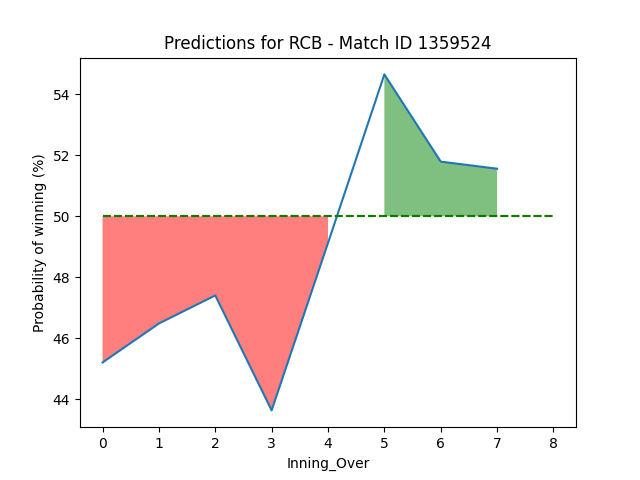 Predictions for RCB - Match ID 1359524
Probability of winning (%)
54
52
50
48
46
44
0 1 2 3 4 5 6 7 8
Inning_Over